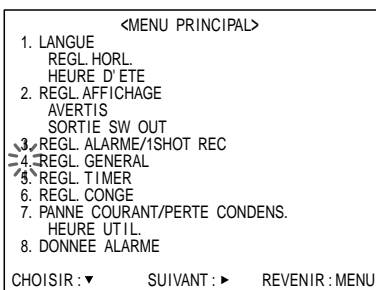 <MENU PRINCIPAL>
1. LANGUE
REGL. HORL.
HEURE D'ETE
2. REGL. AFFICHAGE
AVERTIS
SORTIE SW OUT
3. REGL. ALARME/1SHOT REC
4. REGL. GENERAL
5. REGL. TIMER
6. REGL. CONGE
7. PANNE COURANT/PERTE CONDENS.
HEURE UTIL.
8. DONNEE ALARME
CHOISIR : ▼ SUIVANT : ► REVENIR : MENU